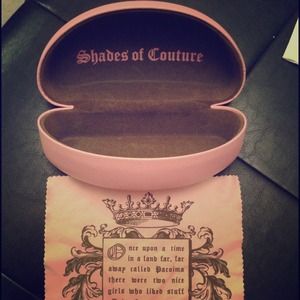 Shades of Couture
Once upon a time
in a land far, far
away called Pacoima
there were two nice
girls who liked stuff